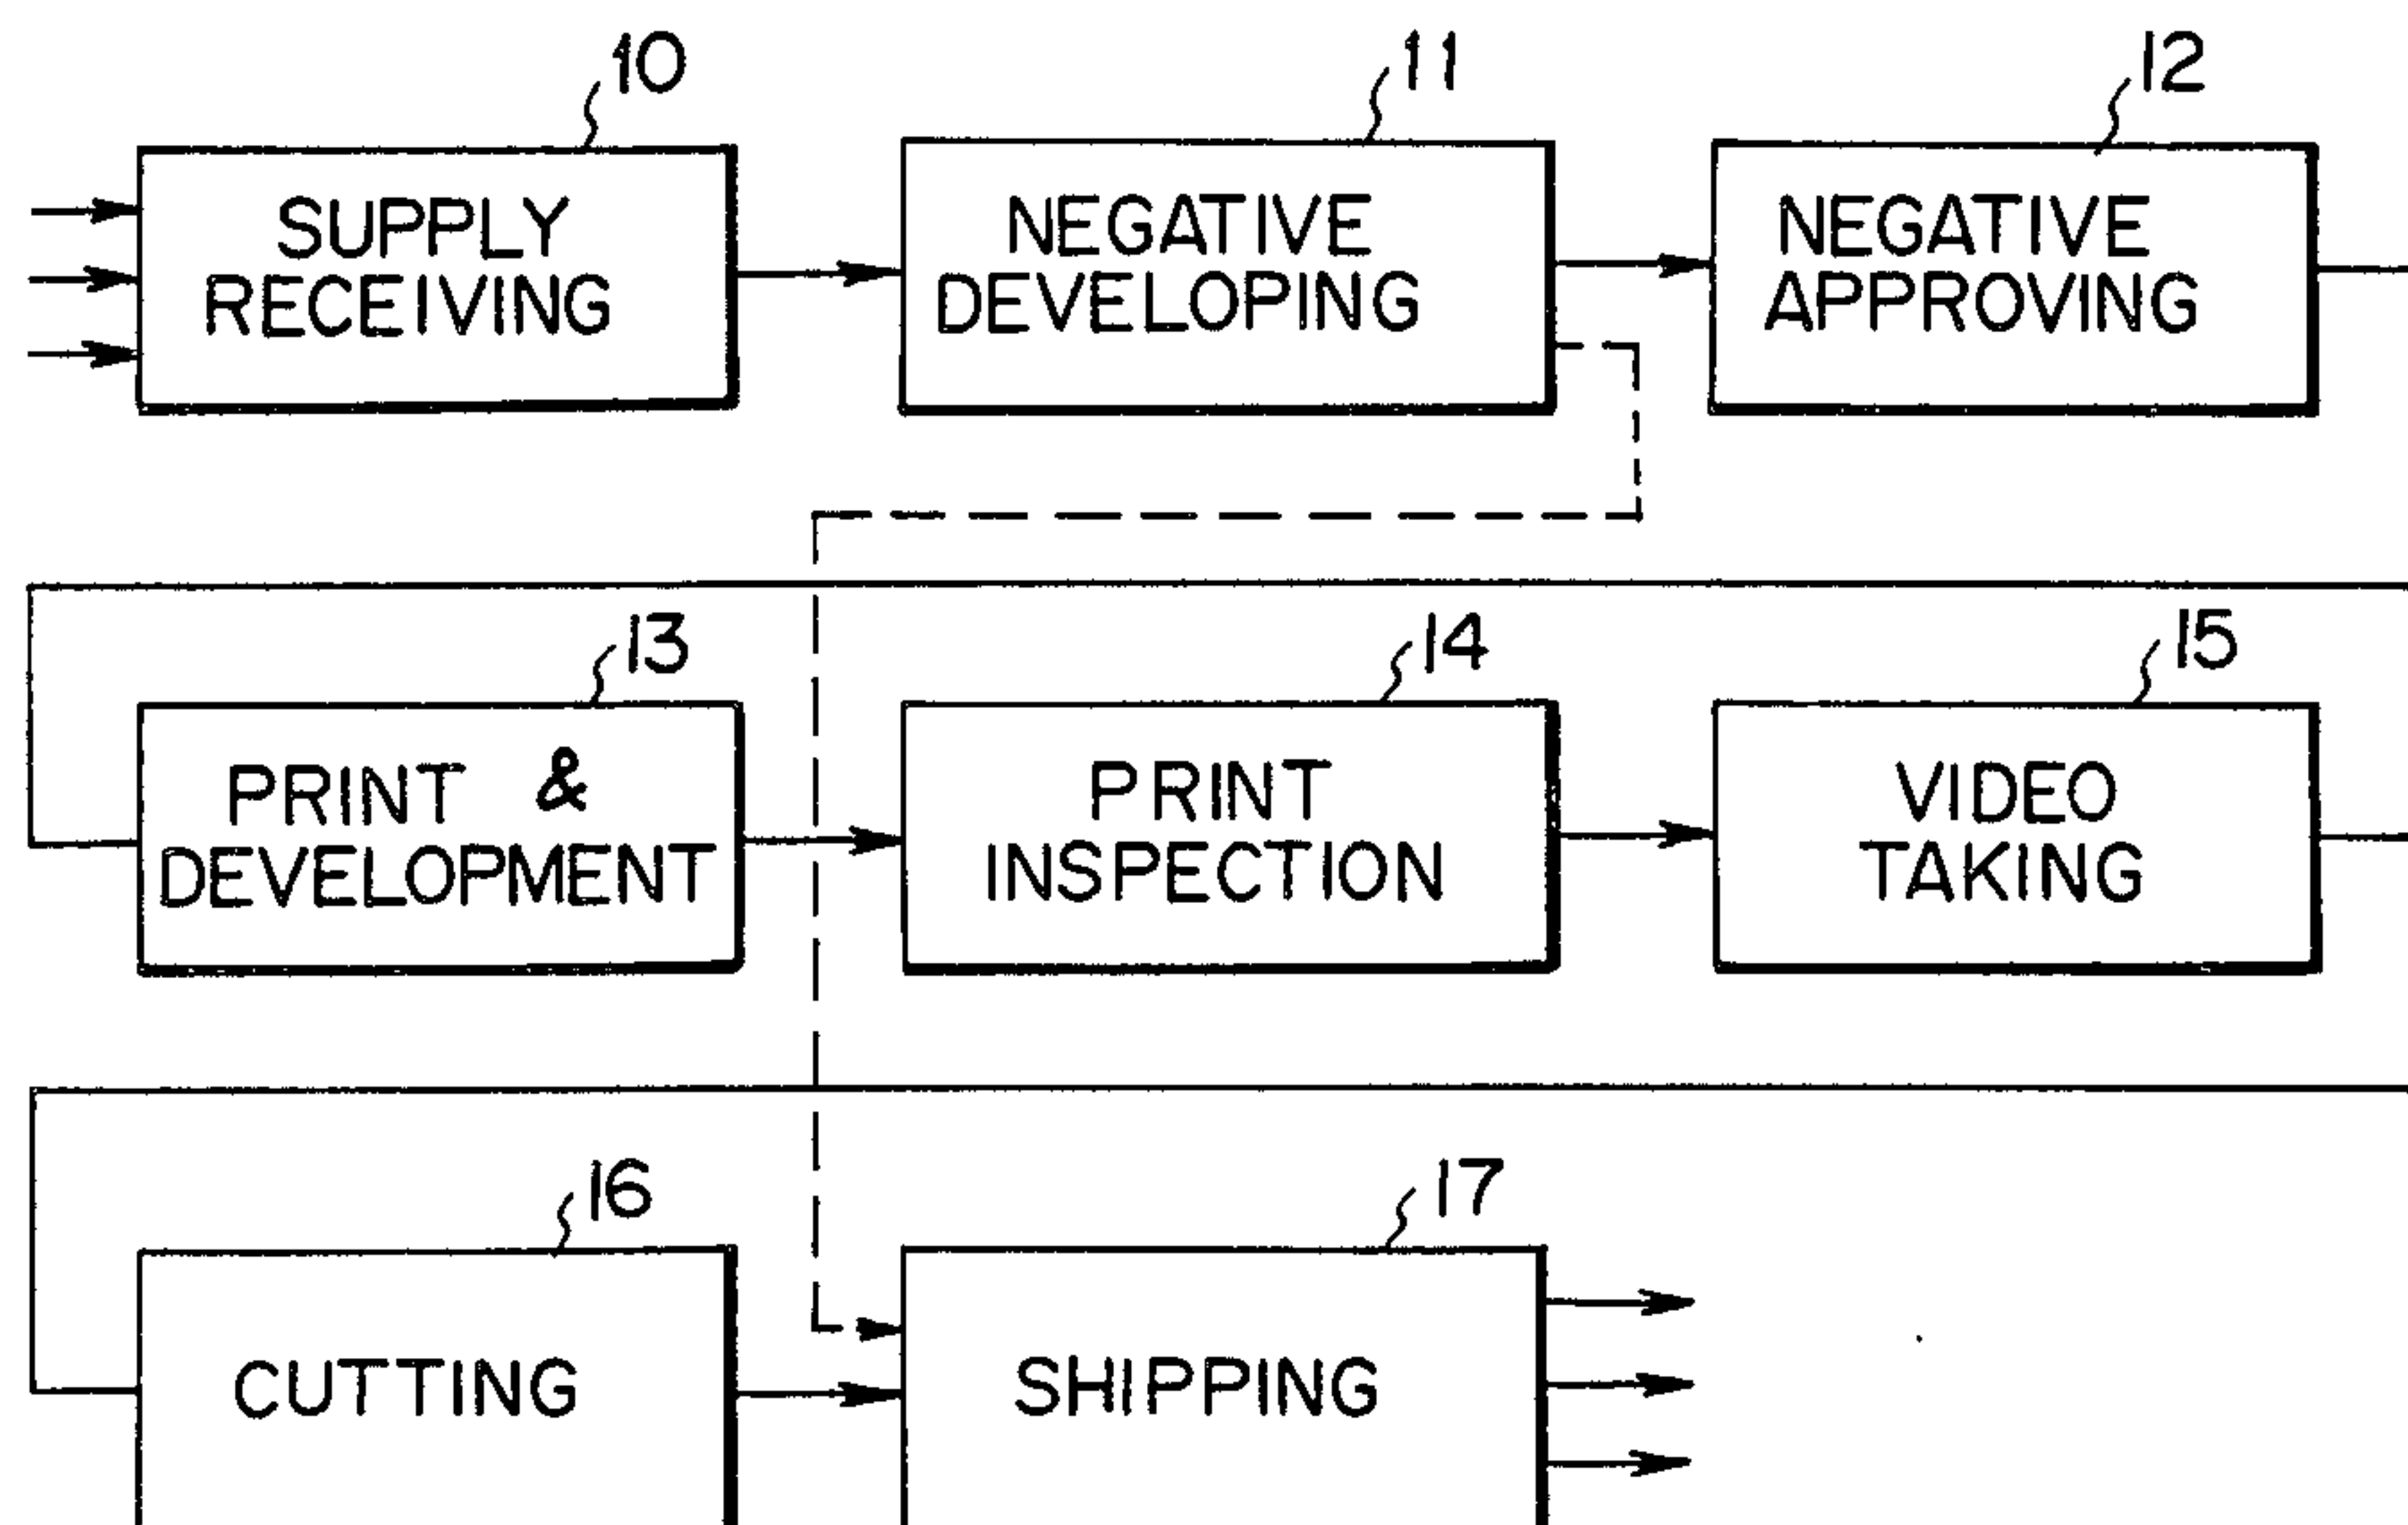 10
11
12
SUPPLY
RECEIVING
NEGATIVE
DEVELOPING
NEGATIVE
APPROVING
13
14
15
PRINT &
DEVELOPMENT
PRINT
INSPECTION
VIDEO
TAKING
16
17
CUTTING
SHIPPING